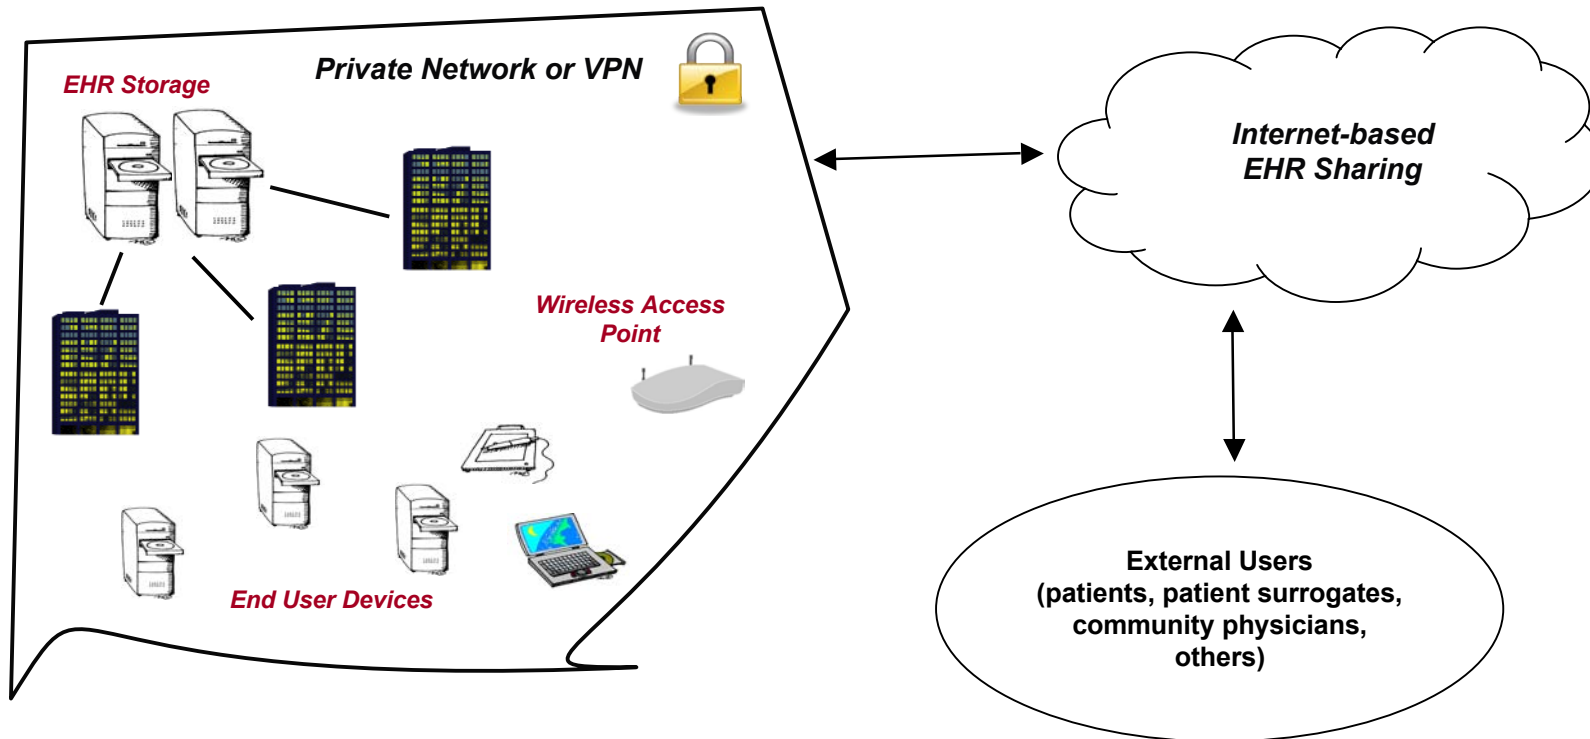 Private Network or VPN
EHR Storage
Wireless Access
Point
End User Devices
Internet-based
EHR Sharing
External Users
(patients, patient surrogates,
community physicians,
others)